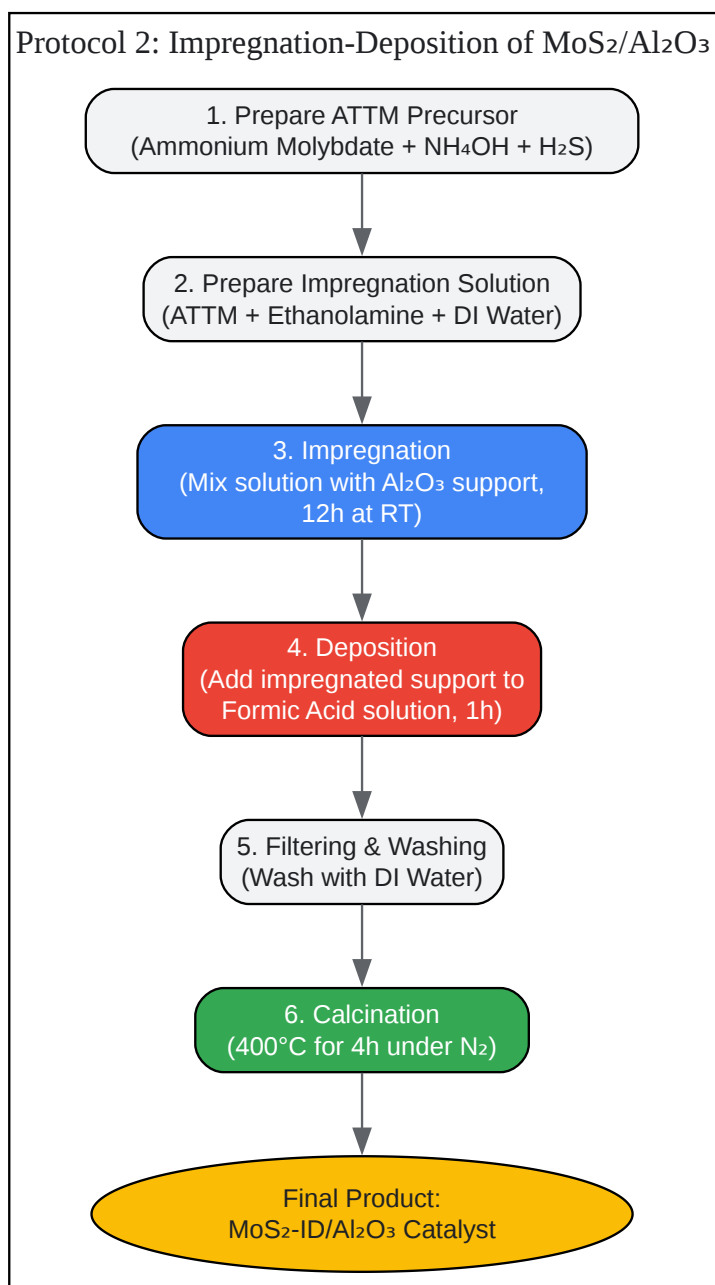 Protocol 2: Impregnation-Deposition of MoS₂/Al₂O₃
1. Prepare ATTM Precursor
(Ammonium Molybdate + NH₄OH + H₂S)
2. Prepare Impregnation Solution
(ATTM + Ethanolamine + DI Water)
3. Impregnation
(Mix solution with Al₂O₃ support,
12h at RT)
4. Deposition
(Add impregnated support to
Formic Acid solution, 1h)
5. Filtering & Washing
(Wash with DI Water)
6. Calcination
(400°C for 4h under N₂)
Final Product:
MoS₂-ID/Al₂O₃ Catalyst